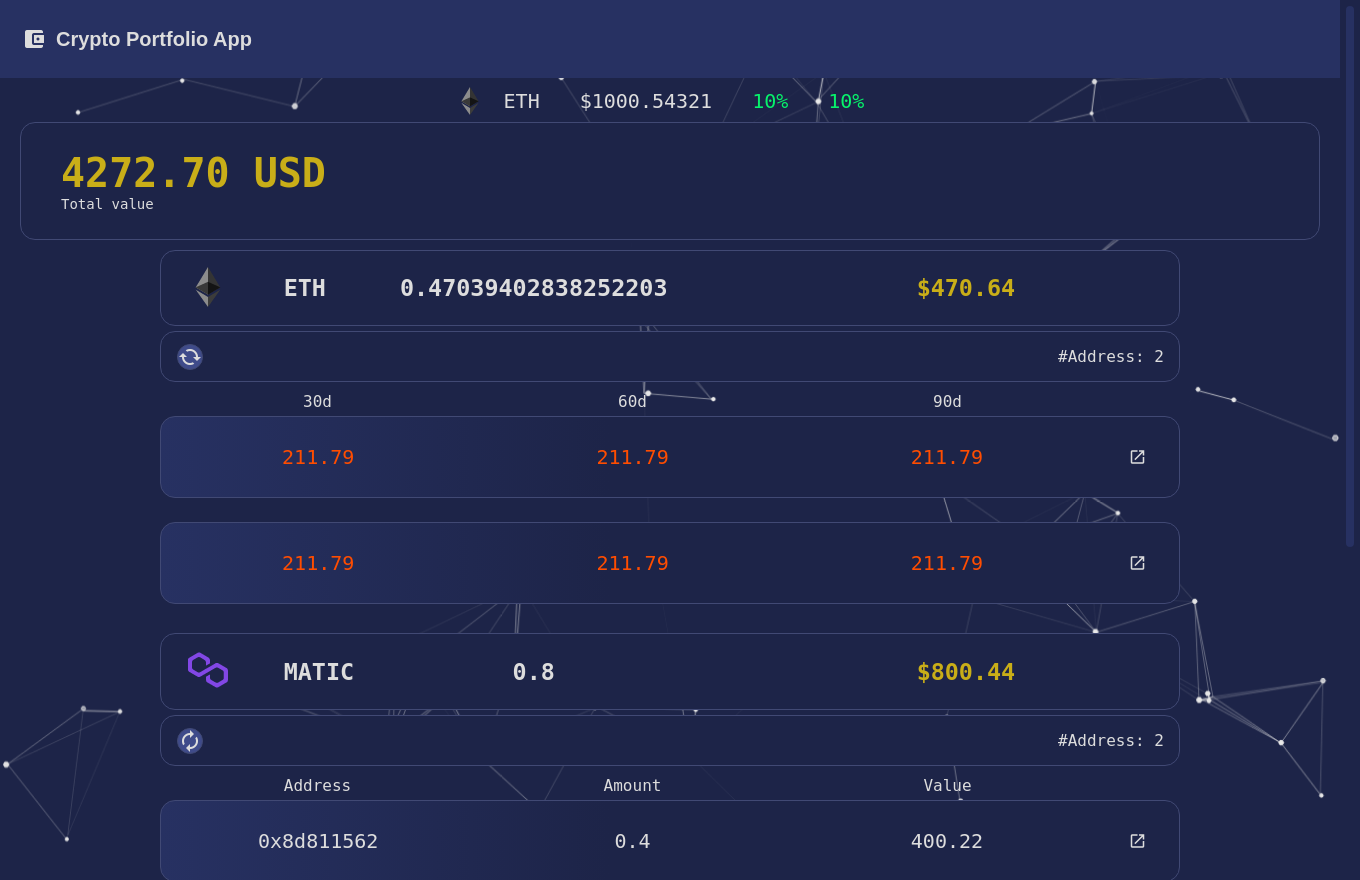 Crypto Portfolio App
ETH $1000.54321 10% 10%
4272.70 USD
Total value
ETH 0.47039402838252203 $470.64
#Address: 2
30d 60d 90d
211.79 211.79 211.79
211.79 211.79 211.79
MATIC 0.8 $800.44
#Address: 2
Address Amount Value
0x8d811562 0.4 400.22